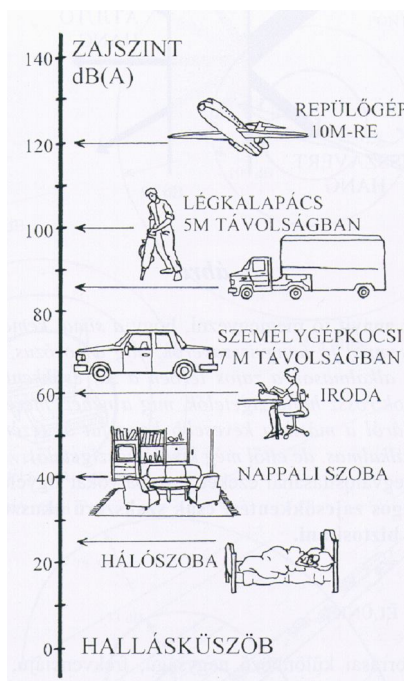 ZAJSZINT
dB(A)
140
REPÜLŐGÉP
10M-RE
120
LÉGKALAPÁCS
5M TÁVOLSÁGBAN
100
80
SZEMÉLYGÉPKOCSI
7 M TÁVOLSÁGBAN
60
IRODA
40
NAPPALI SZOBA
HÁLÓSZOBA
20
0
HALLÁSKÜSZÖB